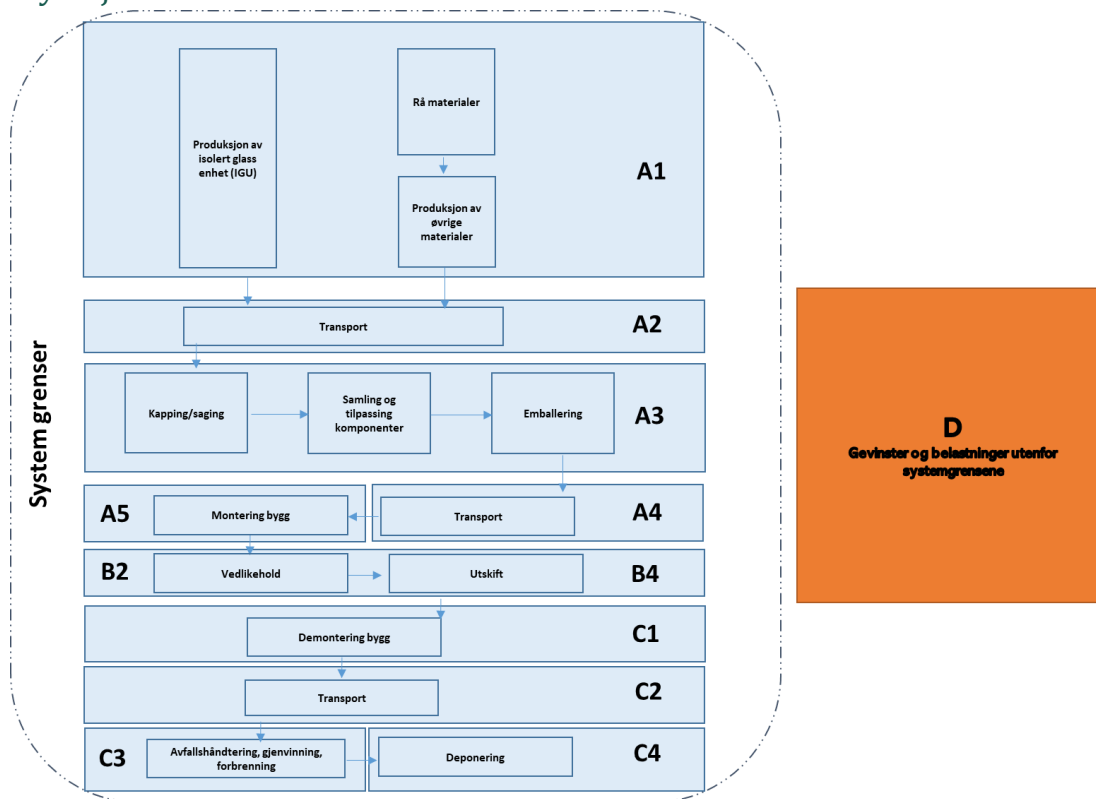 System grenser
Produksjon av
isolert glass
enhet (IGU)
Rå materialer
Produksjon av
øvrige
materialer
A1
Transport
A2
Kapping/saging
Samling og
tilpassing
komponenter
Emballering
A3
A5
Montering bygg
Transport
A4
B2
Vedlikehold
Utskift
B4
Demontering bygg
C1
Transport
C2
C3
Avfallshåndtering, gjenvinning,
forbrenning
Deponering
C4
D
Gevinster og belastninger utenfor
systemgrensene